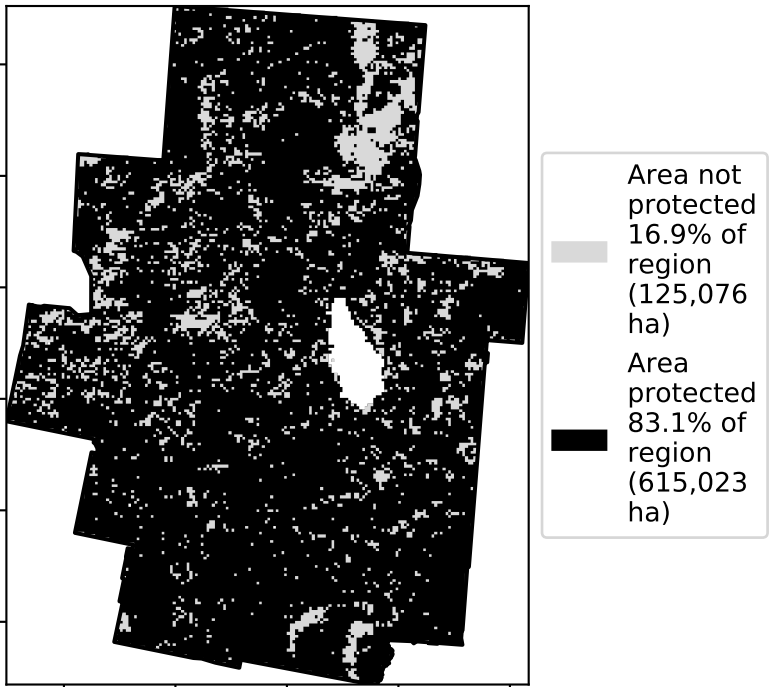 Area not
protected
16.9% of
region
(125,076
ha)
Area
protected
83.1% of
region
(615,023
ha)